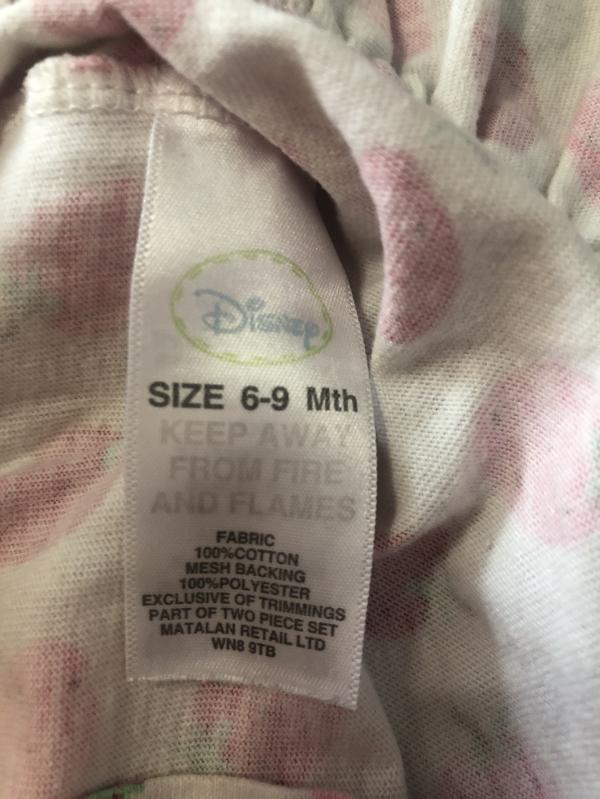 Disney
SIZE 6-9 Mth
KEEP AWAY
FROM FIRE
AND FLAMES
FABRIC
100%COTTON
MESH BACKING
100%POLYESTER
EXCLUSIVE OF TRIMMINGS
PART OF TWO PIECE SET
MATALAN RETAIL LTD
WN8 9TB